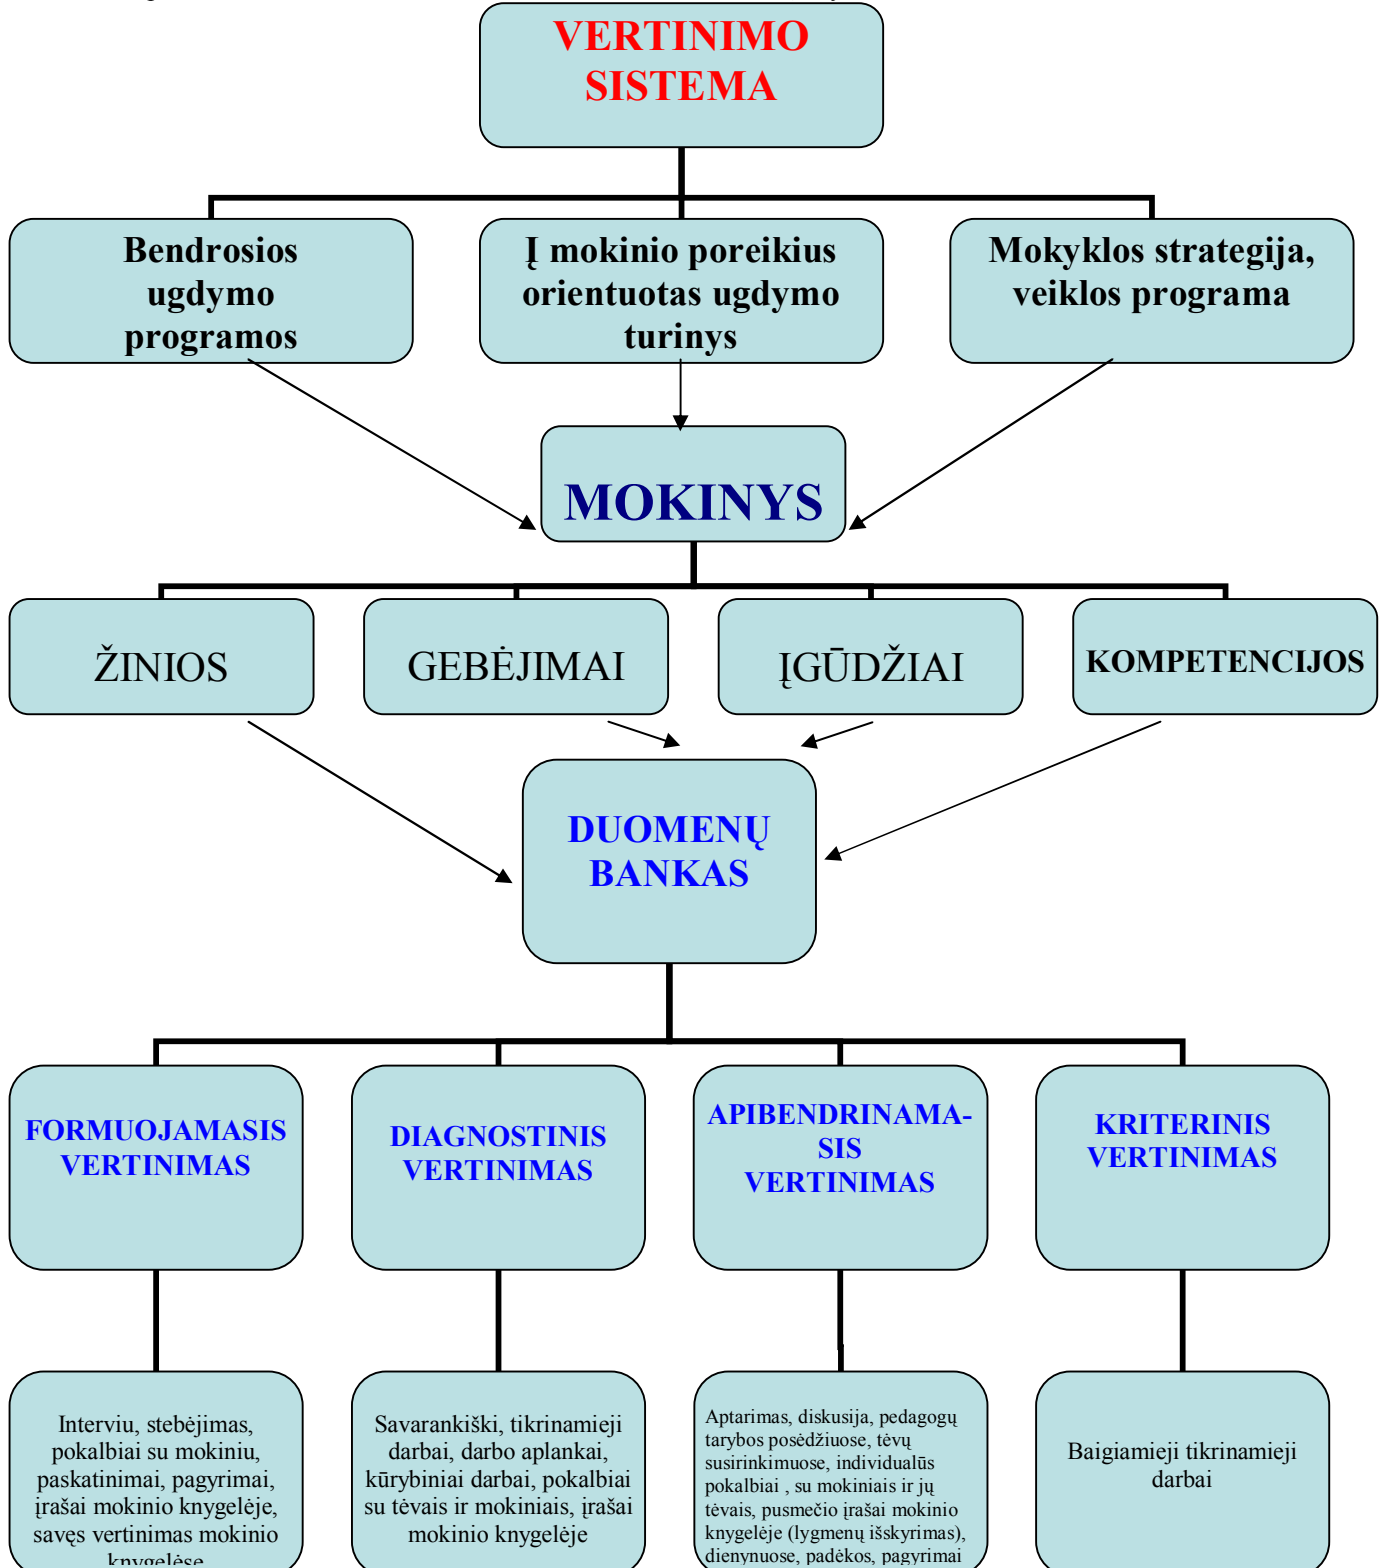 VERTINIMO
SISTEMA
Bendrosios
ugdymo
programos
Į mokinio poreikius
orientuotas ugdymo
turinys
Mokyklos strategija,
veiklos programa
MOKINYS
ŽINIOS
GEBĖJIMAI
ĮGŪDŽIAI
KOMPETENCIJOS
DUOMENŲ
BANKAS
FORMUOJAMASIS
VERTINIMAS
DIAGNOSTINIS
VERTINIMAS
APIBENDRINAMA-
SIS
VERTINIMAS
KRITERINIS
VERTINIMAS
Interviu, stebėjimas,
pokalbiai su mokiniu,
paskatinimai, pagyrimai,
įrašai mokinio knygelėje,
savęs vertinimas mokinio
knygelėse
Savarankiški, tikrinamieji
darbai, darbo aplankai,
kūrybiniai darbai, pokalbiai
su tėvais ir mokiniais, įrašai
mokinio knygelėje
Aptarimas, diskusija, pedagogų
tarybos posėdžiuose, tėvų
susirinkimuose, individualūs
pokalbiai , su mokiniais ir jų
tėvais, pusmečio įrašai mokinio
knygelėje (lygmenų išskyrimas),
dienynuose, padėkos, pagyrimai
Baigiamieji tikrinamieji
darbai